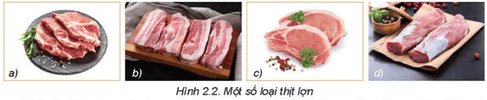 a) b) c) d)
Hình 2.2. Một số loại thịt lợn